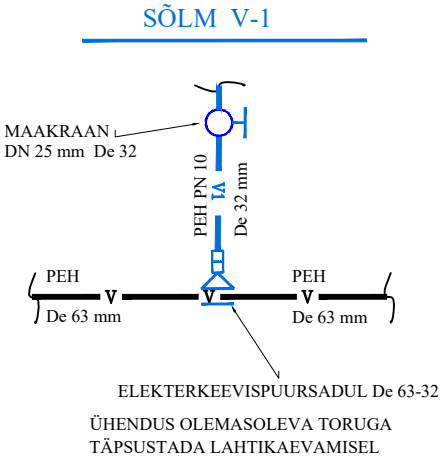 SÕLM V-1
MAAKRAAN
DN 25 mm De 32
PEH PN 10
V1
De 32 mm
PEH
PEH
V
V
V
De 63 mm
De 63 mm
ELEKTERKEEVISPUURSADUL De 63-32
ÜHENDUS OLEMASOLEVA TORUGA
TÄPSUSTADA LAHTIKAEVAMISEL